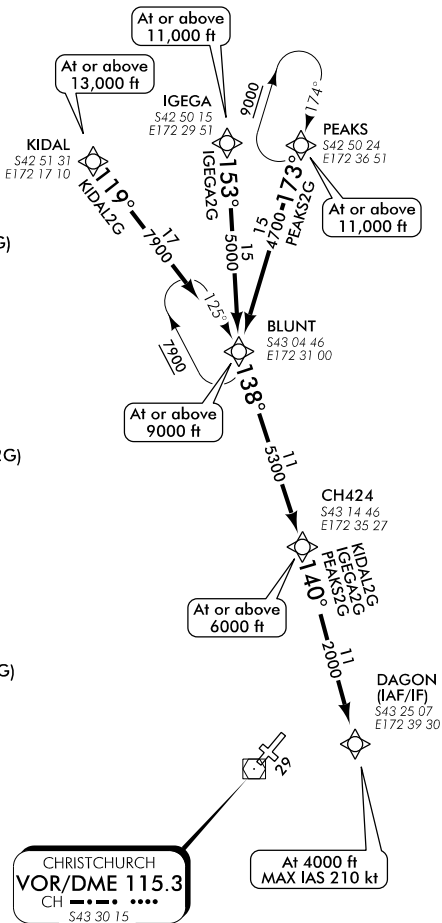 At or above
11,000 ft
At or above
13,000 ft
IGEGA
S42 50 15
E172 29 51
9000
174°
PEAKS
S42 50 24
E172 36 51
KIDAL
S42 51 31
E172 17 10
119°
KIDAL2G
153°
IGEGA2G
173°
PEAKS2G
At or above
11,000 ft
G)
17
7900
15
5000
15
4700
125°
7900
BLUNT
S43 04 46
E172 31 00
138°
At or above
9000 ft
2G)
11
5300
CH424
S43 14 46
E172 35 27
KIDAL2G
IGEGA2G
PEAKS2G
140°
At or above
6000 ft
11
2000
G)
DAGON
(IAF/IF)
S43 25 07
E172 39 30
29
CHRISTCHURCH
VOR/DME 115.3
CH
S43 30 15
At 4000 ft
MAX IAS 210 kt